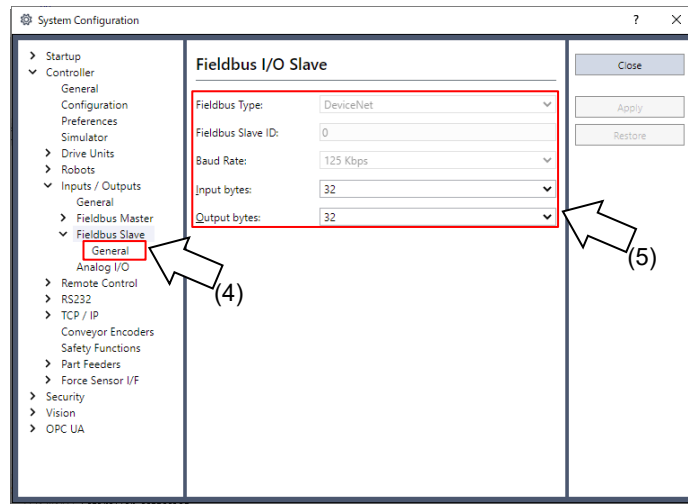 System Configuration
? ×
Startup
Controller
General
Configuration
Preferences
Simulator
Drive Units
Robots
Inputs / Outputs
General
Fieldbus Master
Fieldbus Slave
General
Analog I/O
Remote Control
RS232
TCP / IP
Conveyor Encoders
Safety Functions
Part Feeders
Force Sensor I/F
Security
Vision
OPC UA
(4)
Fieldbus I/O Slave
Fieldbus Type: DeviceNet
Fieldbus Slave ID: 0
Baud Rate: 125 Kbps
Input bytes: 32
Output bytes: 32
(5)
Close
Apply
Restore